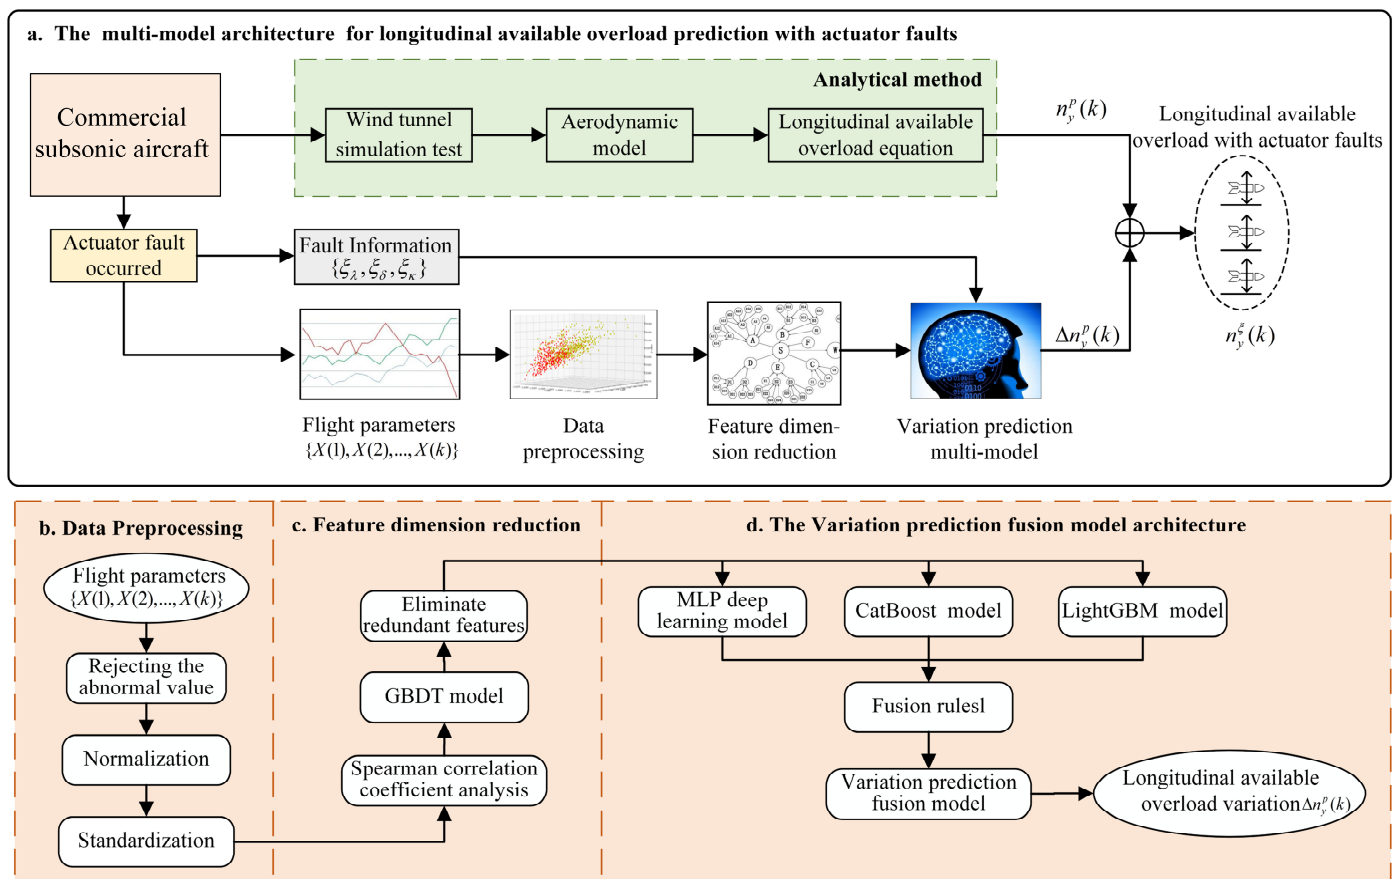 a. The multi-model architecture for longitudinal available overload prediction with actuator faults
Analytical method
Commercial
subsonic aircraft
Wind tunnel
simulation test
Aerodynamic
model
Longitudinal available
overload equation
n_y^p(k)
Longitudinal available
overload with actuator faults
Actuator fault
occurred
Fault Information
{ξ_λ, ξ_δ, ξ_κ}
Δn_y^p(k)
n_y^ξ(k)
Flight parameters
{X(1), X(2),..., X(k)}
Data
preprocessing
Feature dimen-
sion reduction
Variation prediction
multi-model
b. Data Preprocessing
Flight parameters
{X(1), X(2),..., X(k)}
Rejecting the
abnormal value
Normalization
Standardization
c. Feature dimension reduction
Eliminate
redundant features
GBDT model
Spearman correlation
coefficient analysis
d. The Variation prediction fusion model architecture
MLP deep
learning model
CatBoost model
LightGBM model
Fusion rulesl
Variation prediction
fusion model
Longitudinal available
overload variation Δn_y^p(k)